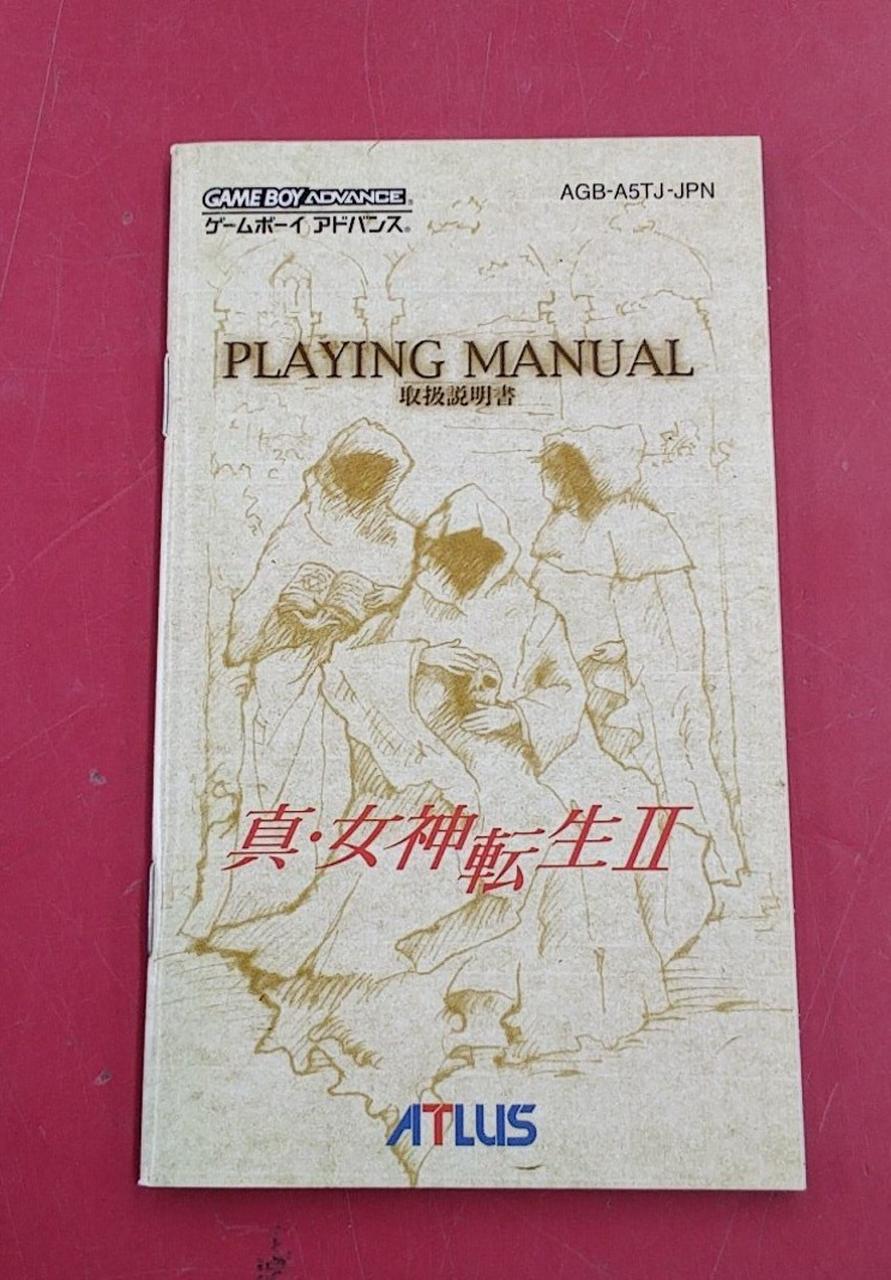 GAME BOY ADVANCE
ゲームボーイ アドバンス
AGB-A5TJ-JPN
PLAYING MANUAL
取扱説明書
真・女神転生II
ATLUS